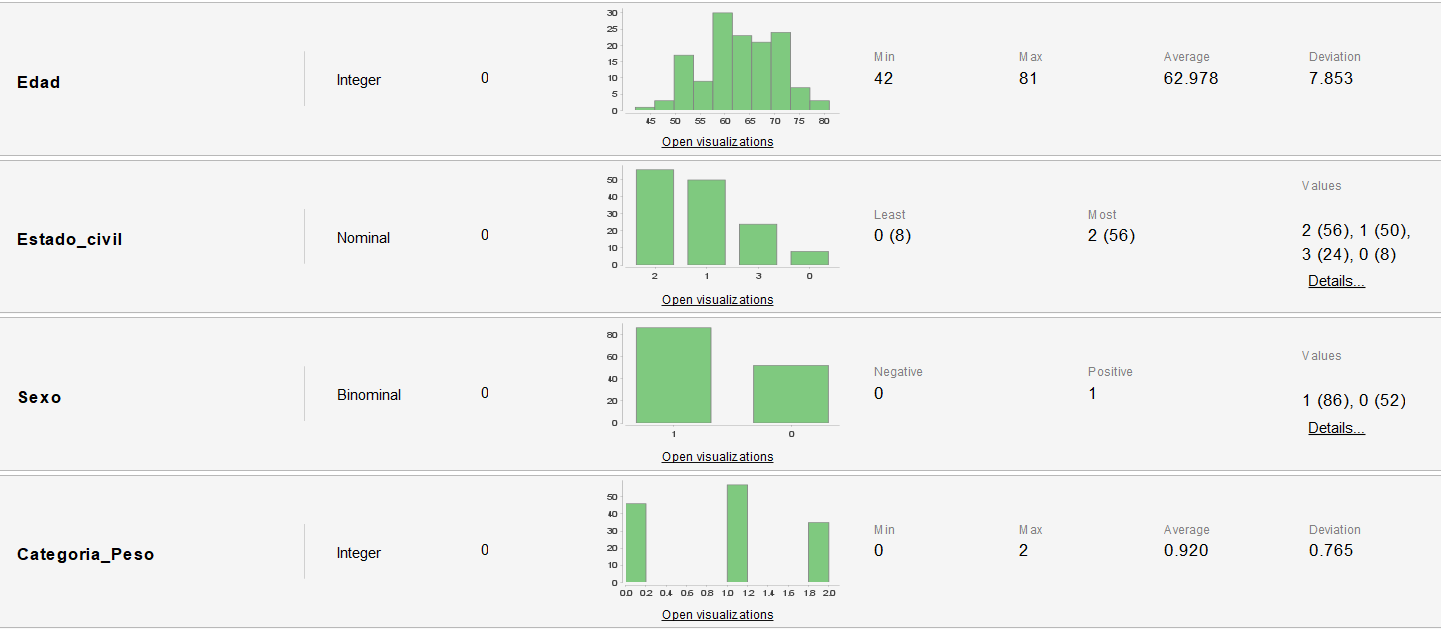 Edad
Integer
0
30
25
20
15
10
5
0
45 50 55 60 65 70 75 80
Open visualizations
Min
42
Max
81
Average
62.978
Deviation
7.853
Estado_civil
Nominal
0
50
40
30
20
10
0
2 1 3 0
Open visualizations
Least
0 (8)
Most
2 (56)
Values
2 (56), 1 (50),
3 (24), 0 (8)
Details...
Sexo
Binominal
0
80
60
40
20
0
1 0
Open visualizations
Negative
0
Positive
1
Values
1 (86), 0 (52)
Details...
Categoria_Peso
Integer
0
50
40
30
20
10
0
0.0 0.2 0.4 0.6 0.8 1.0 1.2 1.4 1.6 1.8 2.0
Open visualizations
Min
0
Max
2
Average
0.920
Deviation
0.765